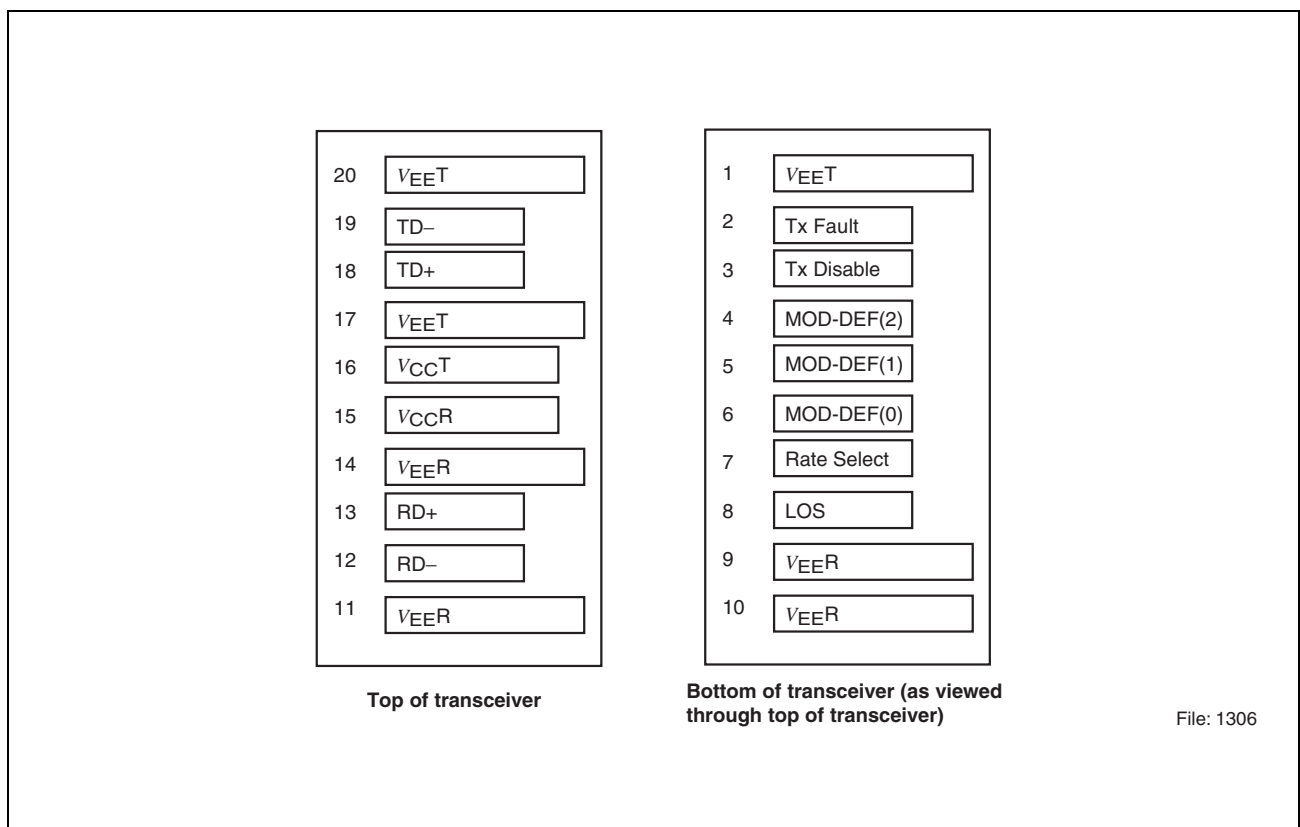 20 VEET
19 TD–
18 TD+
17 VEET
16 VCCT
15 VCCR
14 VEER
13 RD+
12 RD–
11 VEER
Top of transceiver
1 VEET
2 Tx Fault
3 Tx Disable
4 MOD-DEF(2)
5 MOD-DEF(1)
6 MOD-DEF(0)
7 Rate Select
8 LOS
9 VEER
10 VEER
Bottom of transceiver (as viewed
through top of transceiver)
File: 1306